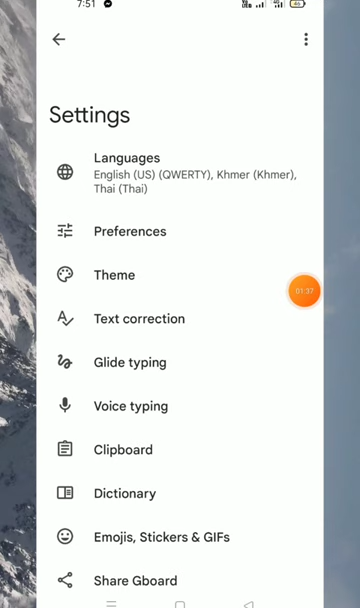 7:51
Settings
Languages
English (US) (QWERTY), Khmer (Khmer),
Thai (Thai)
Preferences
Theme
01:37
Text correction
Glide typing
Voice typing
Clipboard
Dictionary
Emojis, Stickers & GIFs
Share Gboard